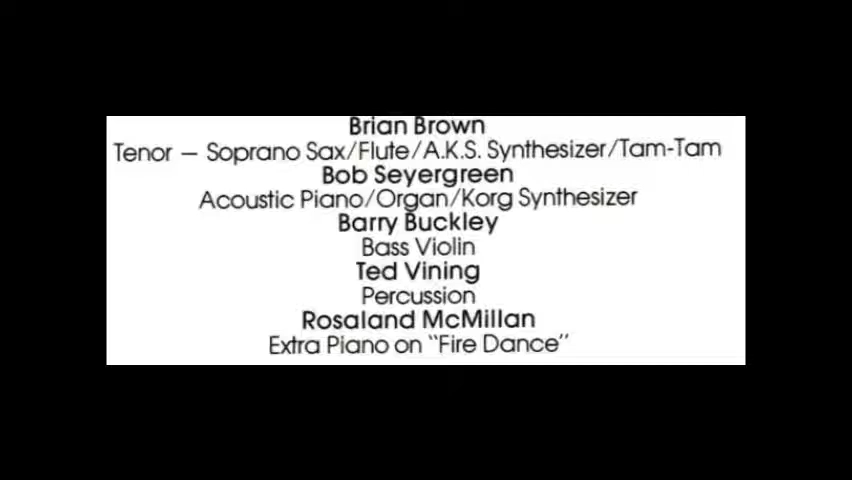 Brian Brown
Tenor – Soprano Sax/Flute/A.K.S. Synthesizer/Tam-Tam
Bob Seyergreen
Acoustic Piano/Organ/Korg Synthesizer
Barry Buckley
Bass Violin
Ted Vining
Percussion
Rosaland McMillan
Extra Piano on "Fire Dance"